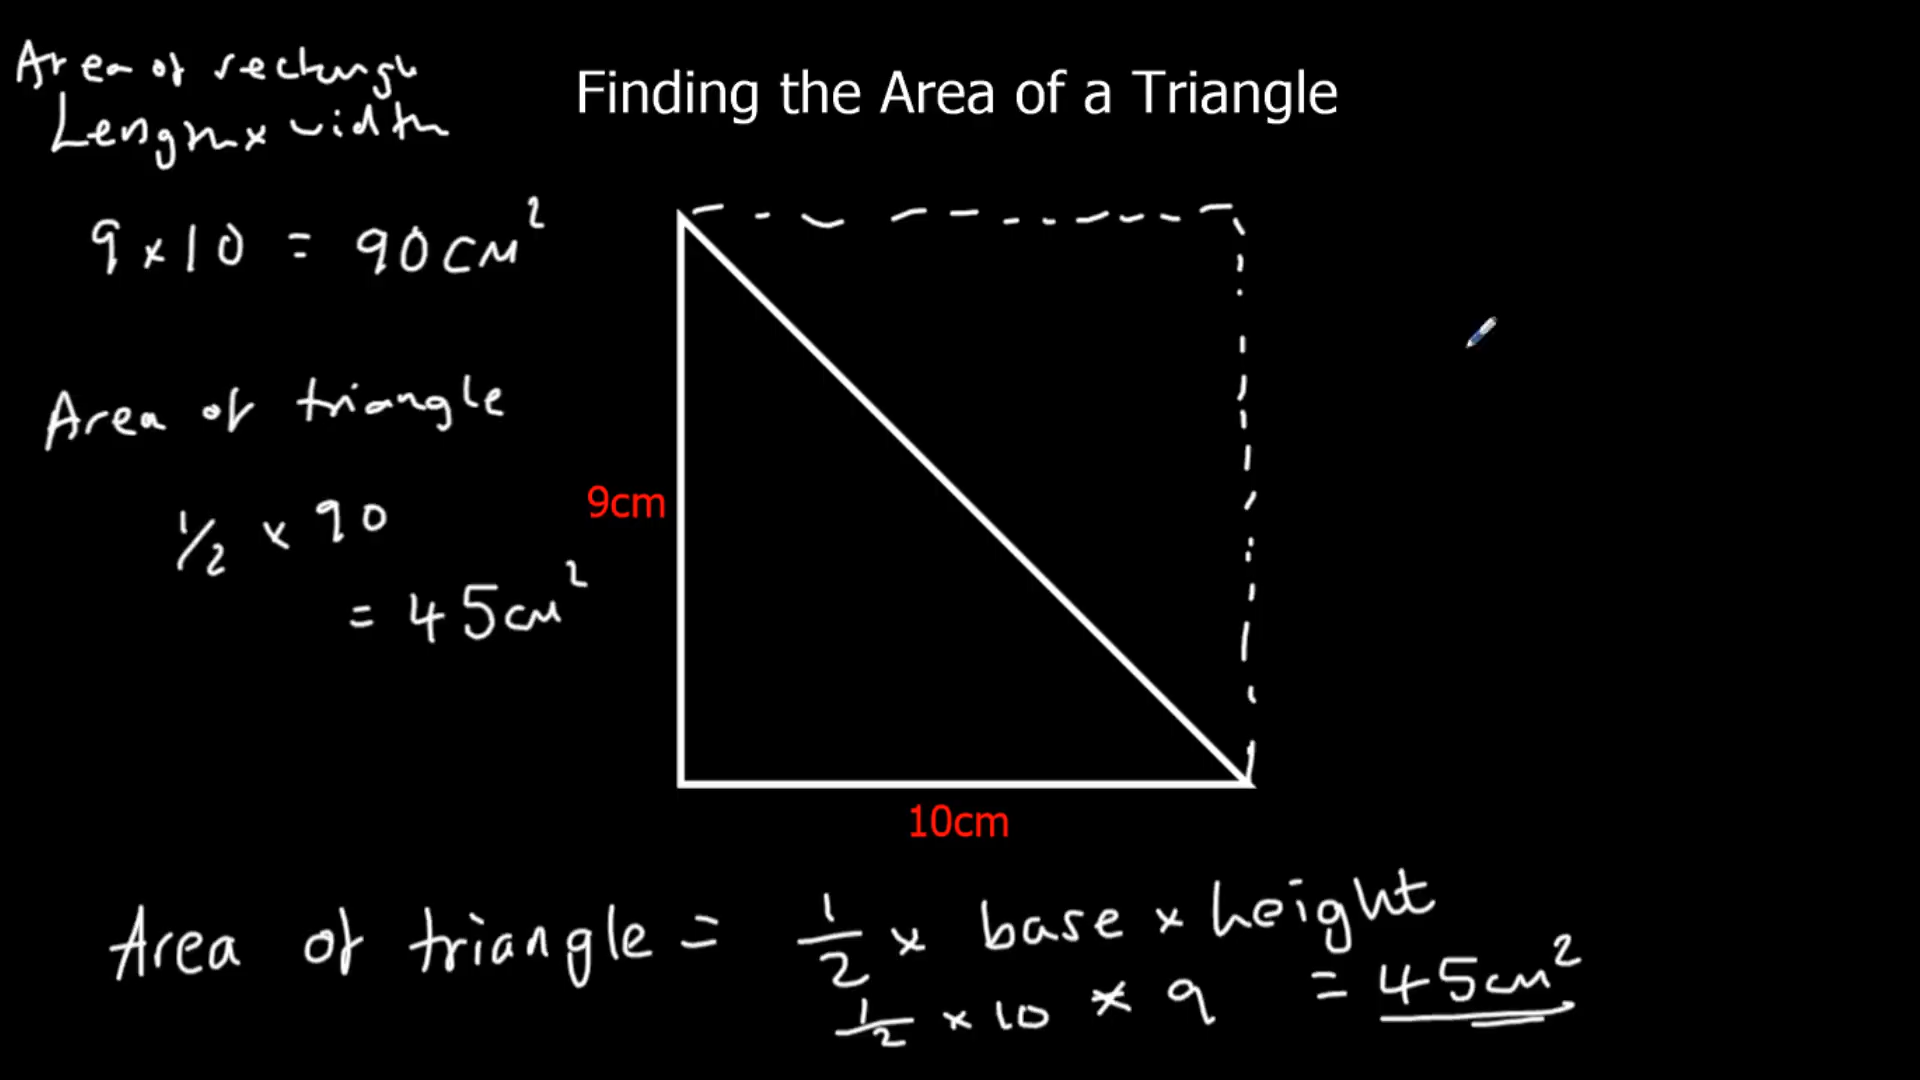 Finding the Area of a Triangle
Area of rectangle
Length x width
9 x 10 = 90cm²
Area of triangle
1/2 x 90
= 45cm²
9cm
10cm
Area of triangle = 1/2 x base x height
1/2 x 10 x 9 = 45cm²